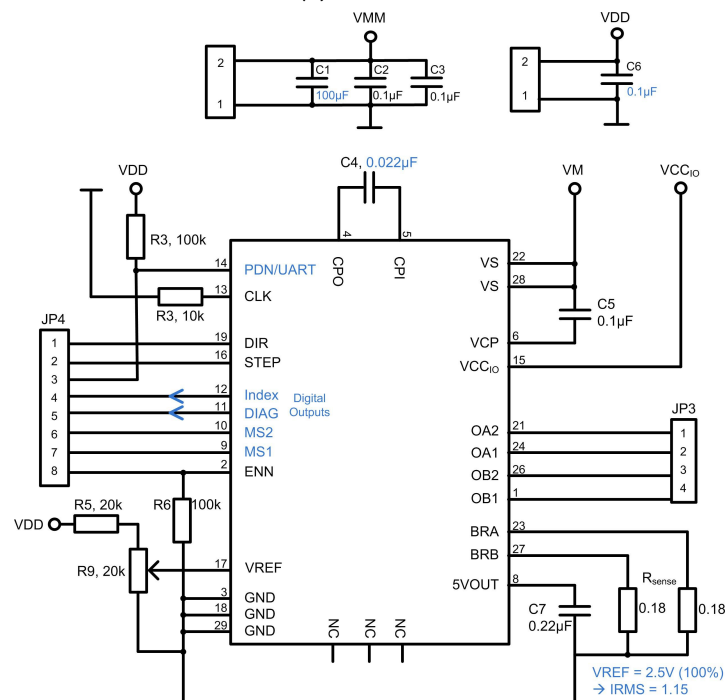 VMM
2
1
C1
100µF
C2
0.1µF
C3
0.1µF
VDD
2
1
C6
0.1µF
C4, 0.022µF
VDD
R3, 100k
R3, 10k
4
5
CPO
CPI
VM
VCCIO
14 PDN/UART
13 CLK
19 DIR
16 STEP
12 Index
11 DIAG
Digital
Outputs
10 MS2
9 MS1
2 ENN
JP4
1
2
3
4
5
6
7
8
VS 22
VS 28
C5
0.1µF
VCP 6
VCCIO 15
OA2 21
OA1 24
OB2 26
OB1 1
JP3
1
2
3
4
BRA 23
BRB 27
5VOUT 8
R6 100k
R5, 20k
VDD
R9, 20k
17 VREF
3 GND
18 GND
29 GND
NC
NC
NC
C7
0.22µF
Rsense
0.18
0.18
VREF = 2.5V (100%)
→ IRMS = 1.15